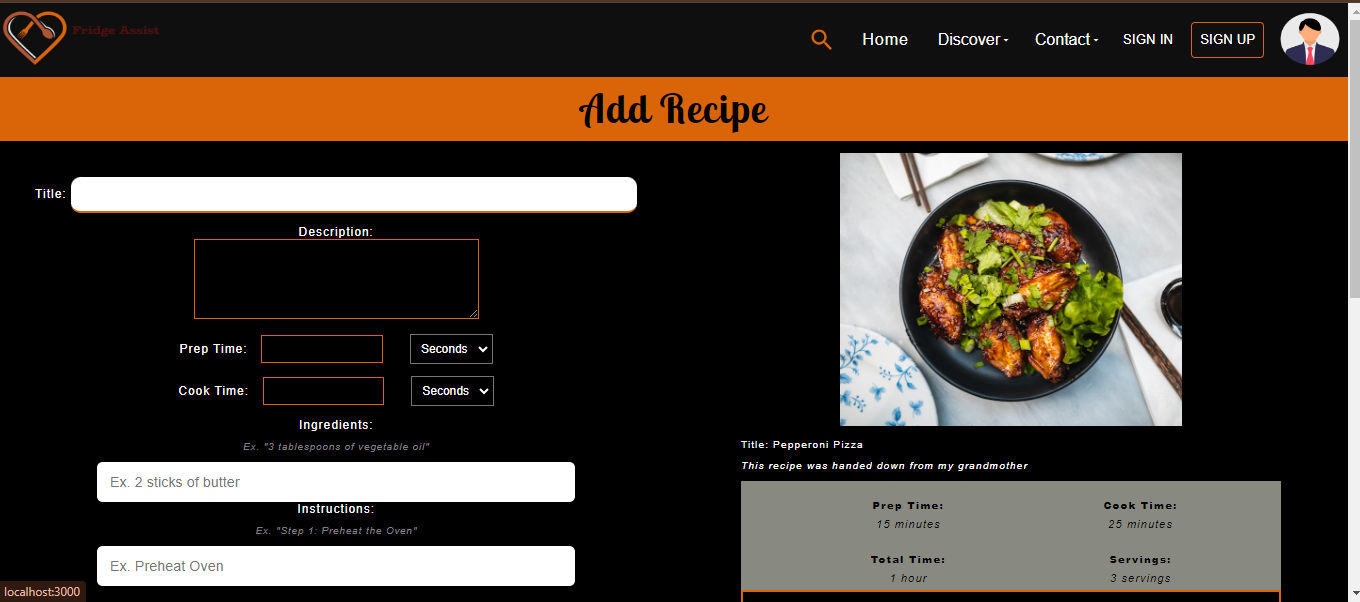 Fridge Assist
Home Discover Contact SIGN IN SIGN UP
Add Recipe
Title:
Description:
Prep Time: Seconds
Cook Time: Seconds
Ingredients:
Ex. "3 tablespoons of vegetable oil"
Ex. 2 sticks of butter
Instructions:
Ex. "Step 1: Preheat the Oven"
Ex. Preheat Oven
Title: Pepperoni Pizza
This recipe was handed down from my grandmother
Prep Time: Cook Time:
15 minutes 25 minutes
Total Time: Servings:
1 hour 3 servings
localhost:3000